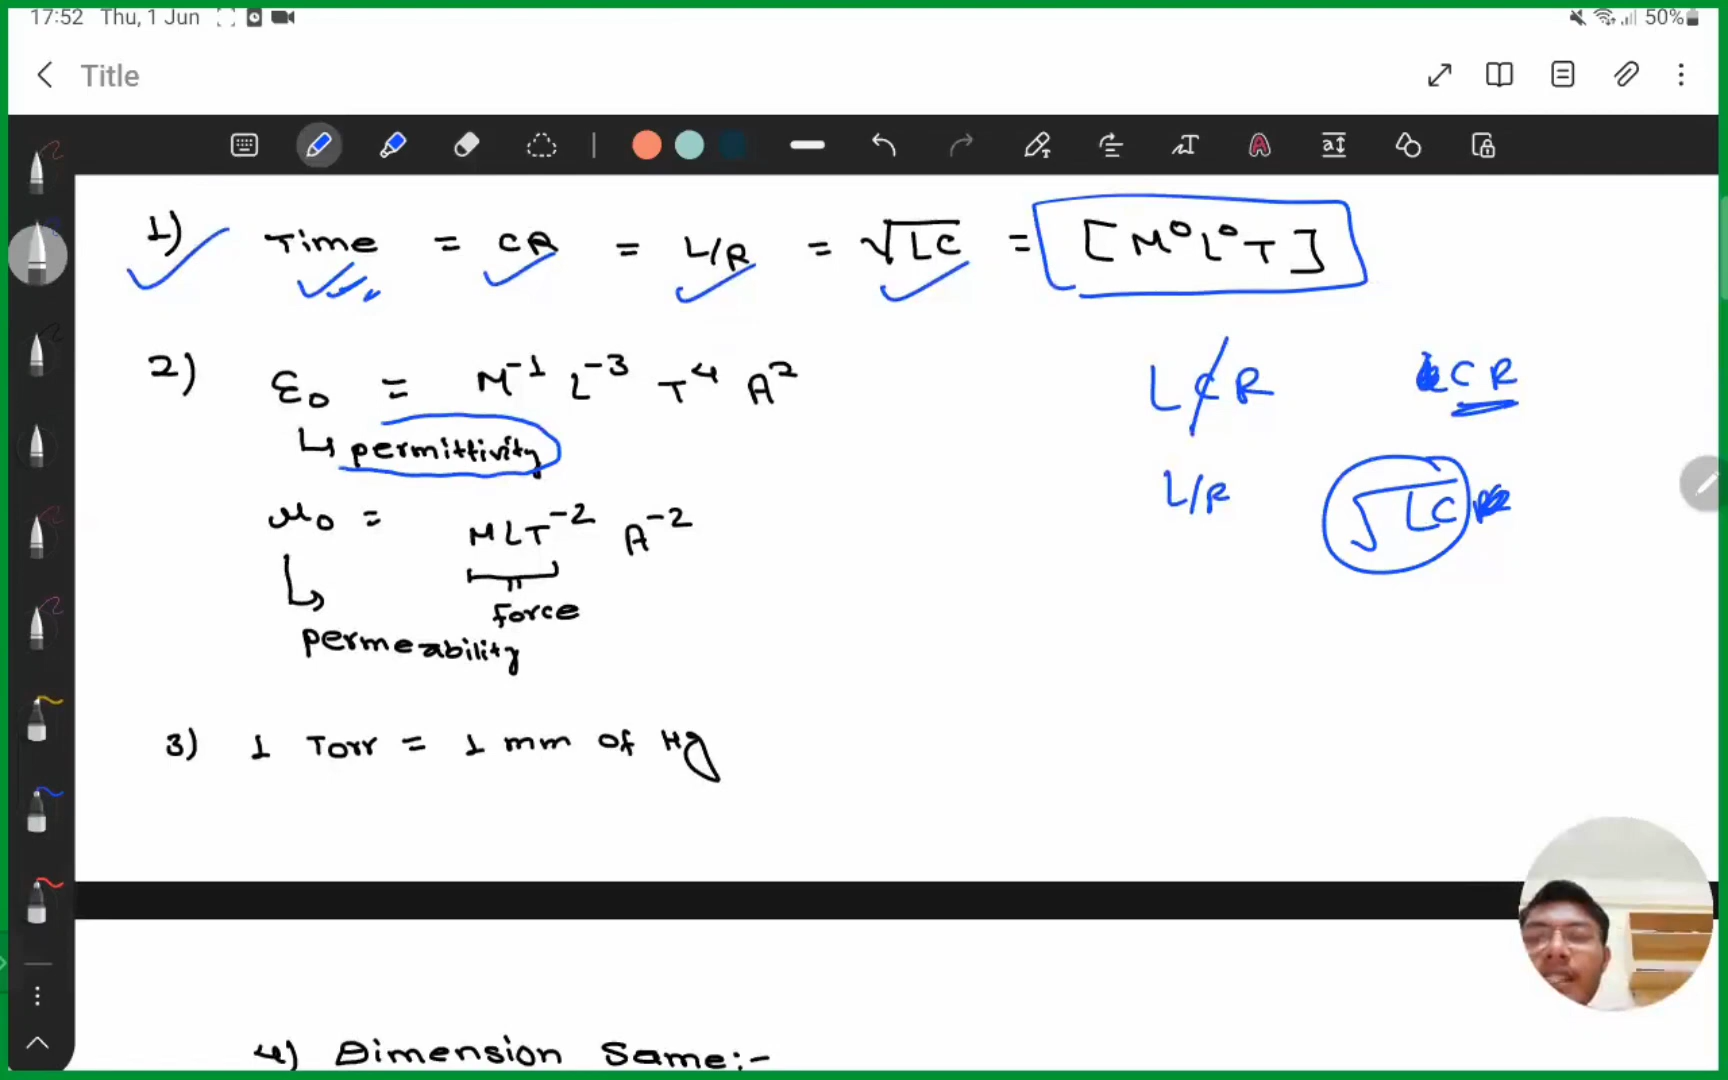 17:52 Thu, 1 Jun
50%
Title
1) Time = CR = L/R = √LC = [M⁰L⁰T]
2) ε₀ = M⁻¹ L⁻³ T⁴ A²
↳ permittivity
L C R
CR
L/R
√LC
μ₀ = MLT⁻² A⁻²
force
permeability
3) 1 Torr = 1 mm of Hg
4) Dimension Same:-